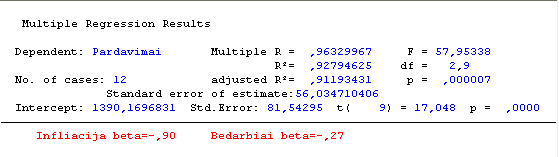 Multiple Regression Results
Dependent: Pardavimai Multiple R = ,96329967 F = 57,95338
R²= ,92794625 df = 2,9
No. of cases: 12 adjusted R²= ,91193431 p = ,000007
Standard error of estimate:56,034710406
Intercept: 1390,1696831 Std.Error: 81,54295 t( 9) = 17,048 p = ,0000
Infliacija beta=-,90 Bedarbiai beta=-,27